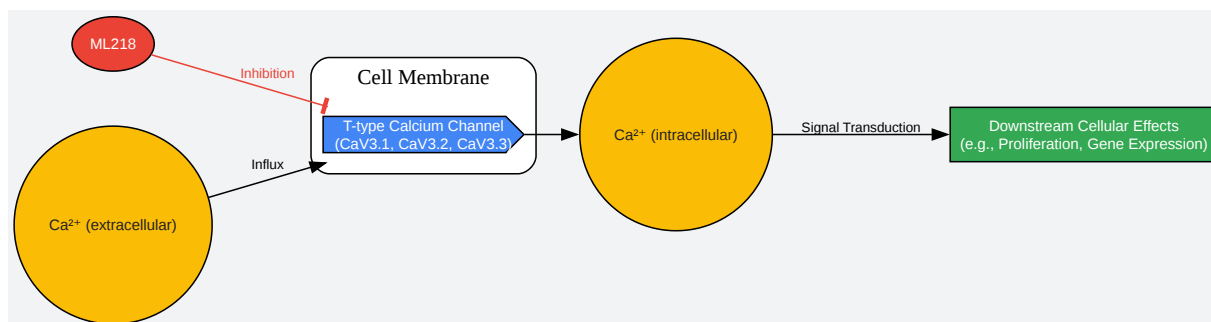 ML218
Inhibition
Cell Membrane
T-type Calcium Channel
(CaV3.1, CaV3.2, CaV3.3)
Influx
Ca²⁺ (extracellular)
Ca²⁺ (intracellular)
Signal Transduction
Downstream Cellular Effects
(e.g., Proliferation, Gene Expression)